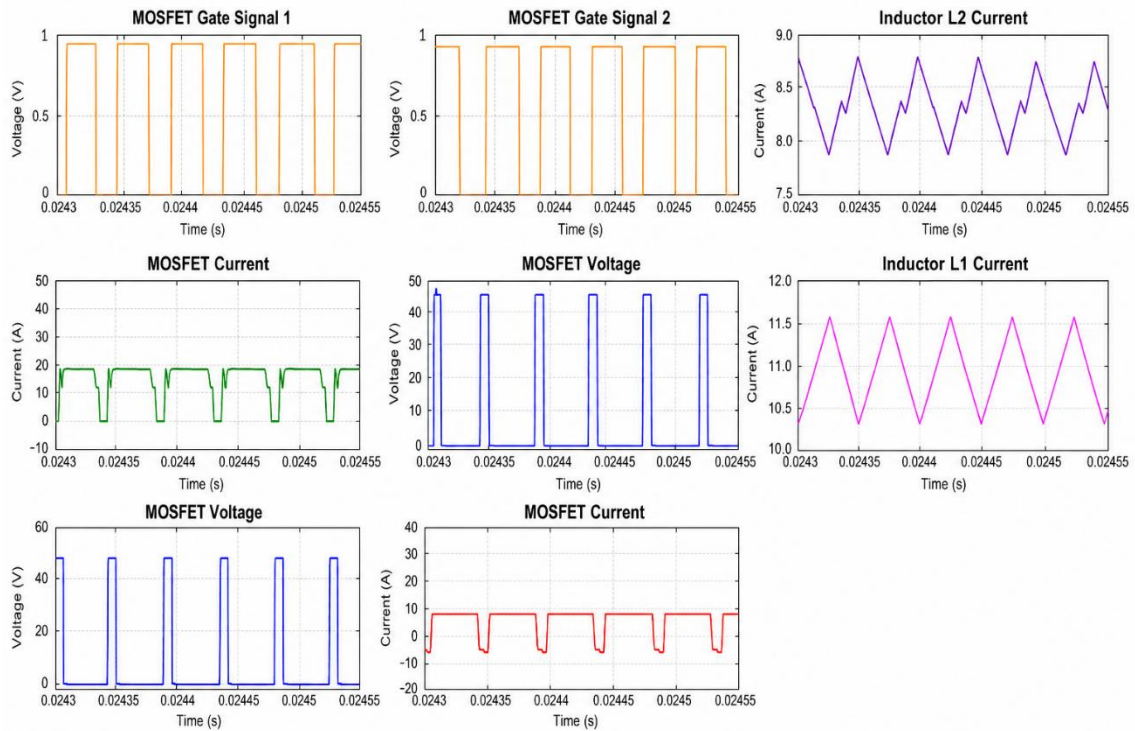 MOSFET Gate Signal 1
1
0.5
0
Voltage (V)
0.0243 0.02435 0.0244 0.02445 0.0245 0.02455
Time (s)
MOSFET Gate Signal 2
1
0.5
0
Voltage (V)
0.0243 0.02435 0.0244 0.02445 0.0245 0.02455
Time (s)
Inductor L2 Current
9.0
8.5
8.0
7.5
Current (A)
0.0243 0.02435 0.0244 0.02445 0.0245 0.02455
Time (s)
MOSFET Current
50
40
30
20
10
0
-10
Current (A)
0.0243 0.02435 0.0244 0.02445 0.0245 0.02455
Time (s)
MOSFET Voltage
50
40
30
20
10
0
Voltage (V)
0.0243 0.02435 0.0244 0.02445 0.0245 0.02455
Time (s)
Inductor L1 Current
12.0
11.5
11.0
10.5
10.0
Current (A)
0.0243 0.02435 0.0244 0.02445 0.0245 0.02455
Time (s)
MOSFET Voltage
60
40
20
0
Voltage (V)
0.0243 0.02435 0.0244 0.02445 0.0245 0.02455
Time (s)
MOSFET Current
40
30
20
10
0
-10
-20
Current (A)
0.0243 0.02435 0.0244 0.02445 0.0245 0.02455
Time (s)